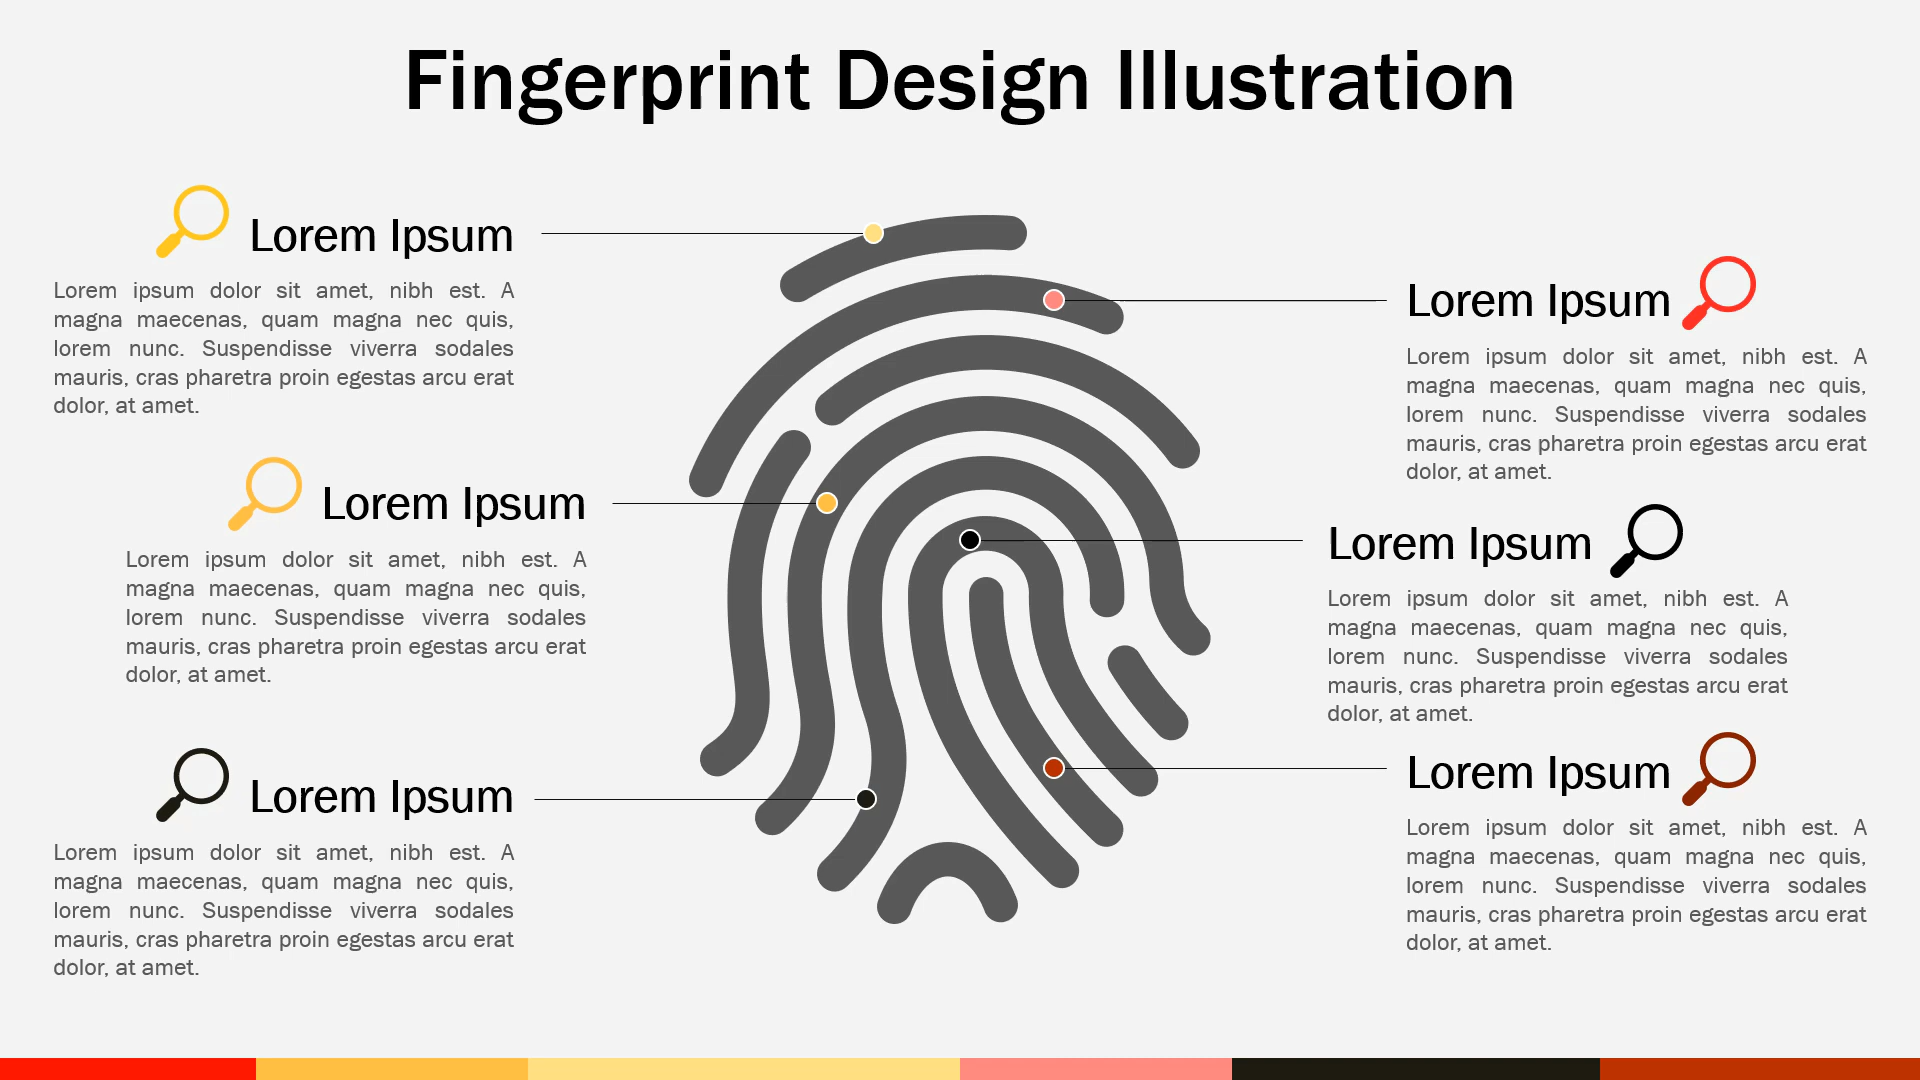 Fingerprint Design Illustration
Lorem Ipsum
Lorem ipsum dolor sit amet, nibh est. A
magna maecenas, quam magna nec quis,
lorem nunc. Suspendisse viverra sodales
mauris, cras pharetra proin egestas arcu erat
dolor, at amet.
Lorem Ipsum
Lorem ipsum dolor sit amet, nibh est. A
magna maecenas, quam magna nec quis,
lorem nunc. Suspendisse viverra sodales
mauris, cras pharetra proin egestas arcu erat
dolor, at amet.
Lorem Ipsum
Lorem ipsum dolor sit amet, nibh est. A
magna maecenas, quam magna nec quis,
lorem nunc. Suspendisse viverra sodales
mauris, cras pharetra proin egestas arcu erat
dolor, at amet.
Lorem Ipsum
Lorem ipsum dolor sit amet, nibh est. A
magna maecenas, quam magna nec quis,
lorem nunc. Suspendisse viverra sodales
mauris, cras pharetra proin egestas arcu erat
dolor, at amet.
Lorem Ipsum
Lorem ipsum dolor sit amet, nibh est. A
magna maecenas, quam magna nec quis,
lorem nunc. Suspendisse viverra sodales
mauris, cras pharetra proin egestas arcu erat
dolor, at amet.
Lorem Ipsum
Lorem ipsum dolor sit amet, nibh est. A
magna maecenas, quam magna nec quis,
lorem nunc. Suspendisse viverra sodales
mauris, cras pharetra proin egestas arcu erat
dolor, at amet.